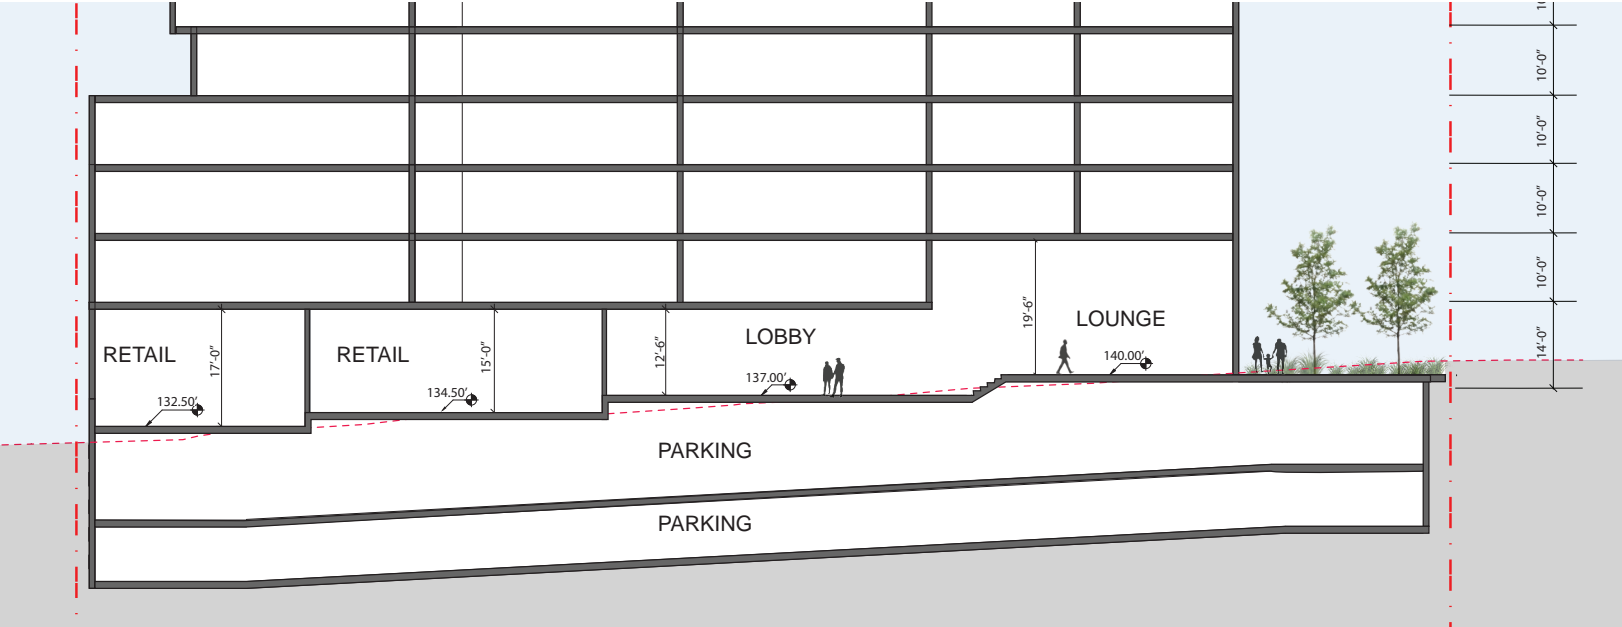 10'-0"
10'-0"
10'-0"
10'-0"
14'-0"
LOUNGE
19'-6"
LOBBY
RETAIL
17'-0"
RETAIL
15'-0"
12'-6"
140.00'
137.00'
134.50'
132.50'
PARKING
PARKING